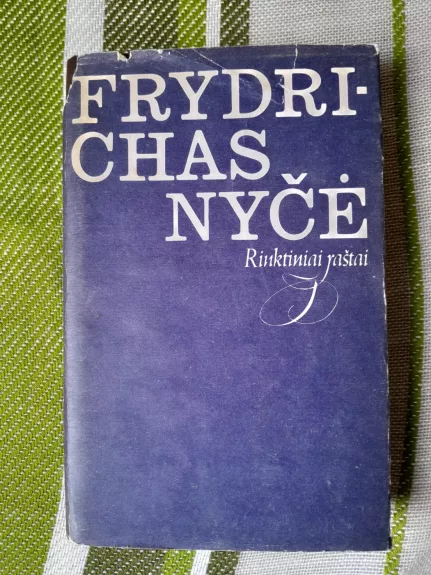 FRYDRI-
CHAS
NYČĖ
Rinktiniai raštai
I